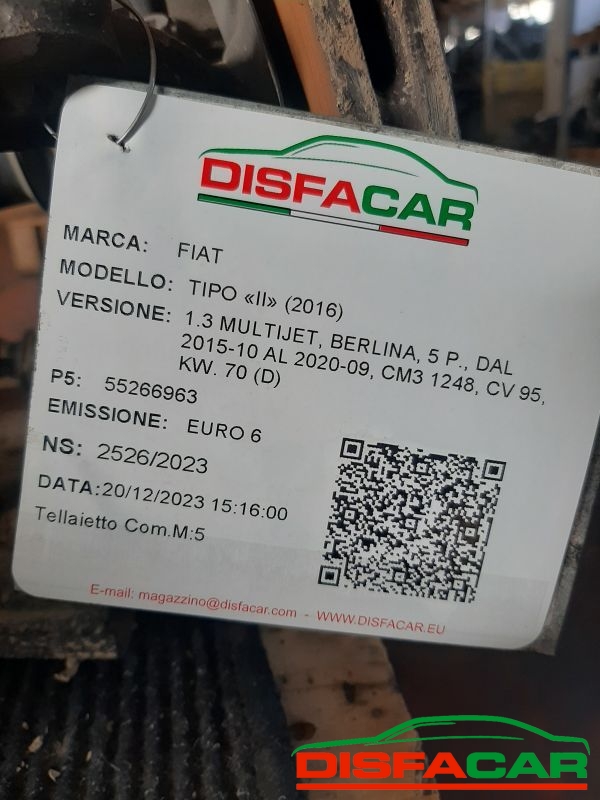 DISFACAR
MARCA: FIAT
MODELLO: TIPO «II» (2016)
VERSIONE: 1.3 MULTIJET, BERLINA, 5 P., DAL
2015-10 AL 2020-09, CM3 1248, CV 95,
KW. 70 (D)
P5: 55266963
EMISSIONE: EURO 6
NS: 2526/2023
DATA:20/12/2023 15:16:00
Tellaietto Com.M:5
E-mail: magazzino@disfacar.com - WWW.DISFACAR.EU
DISFACAR